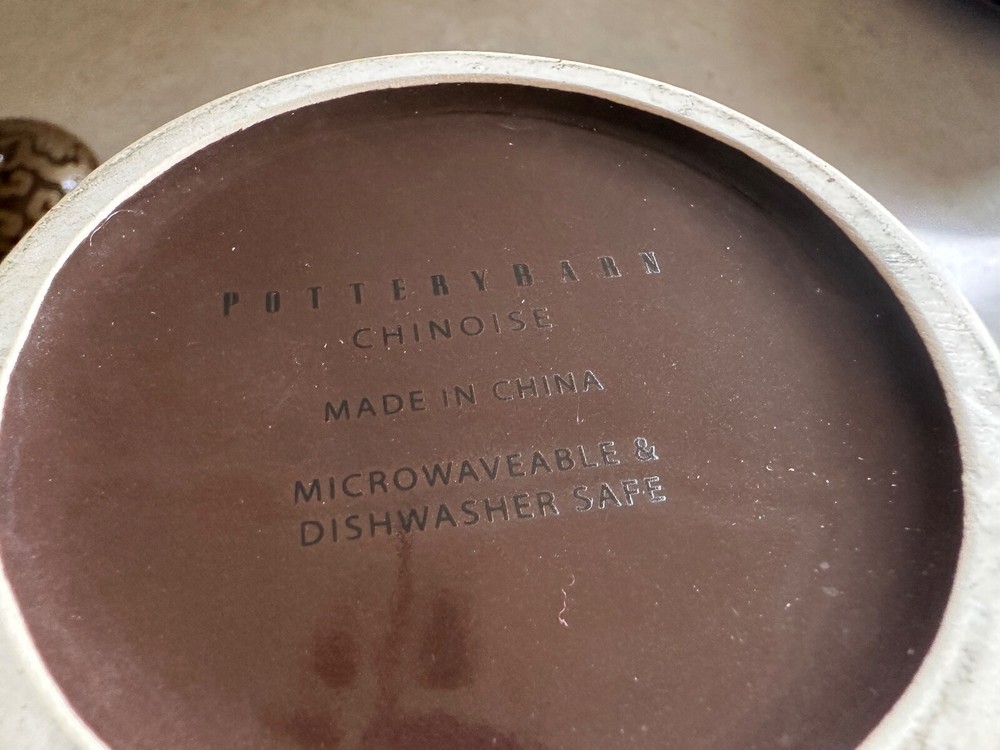 POTTERYBARN
CHINOISE
MADE IN CHINA
MICROWAVEABLE &
DISHWASHER SAFE